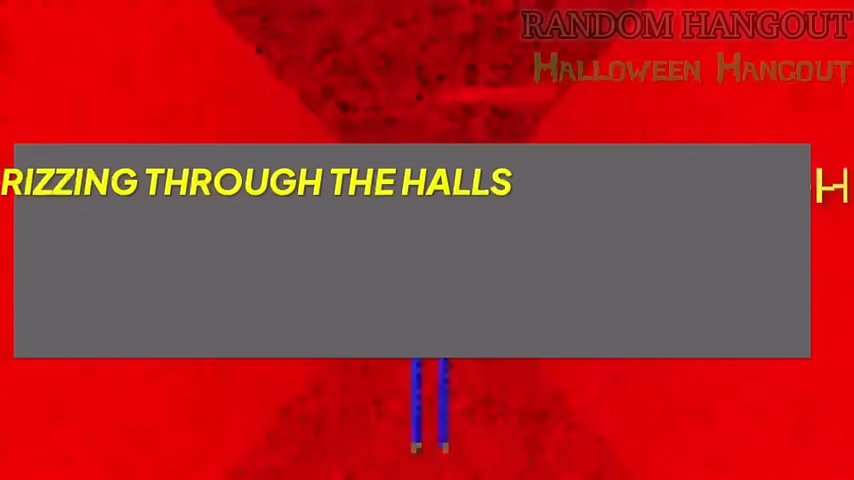 RANDOM HANGOUT
HALLOWEEN HANGOUT
RIZZING THROUGH THE HALLS